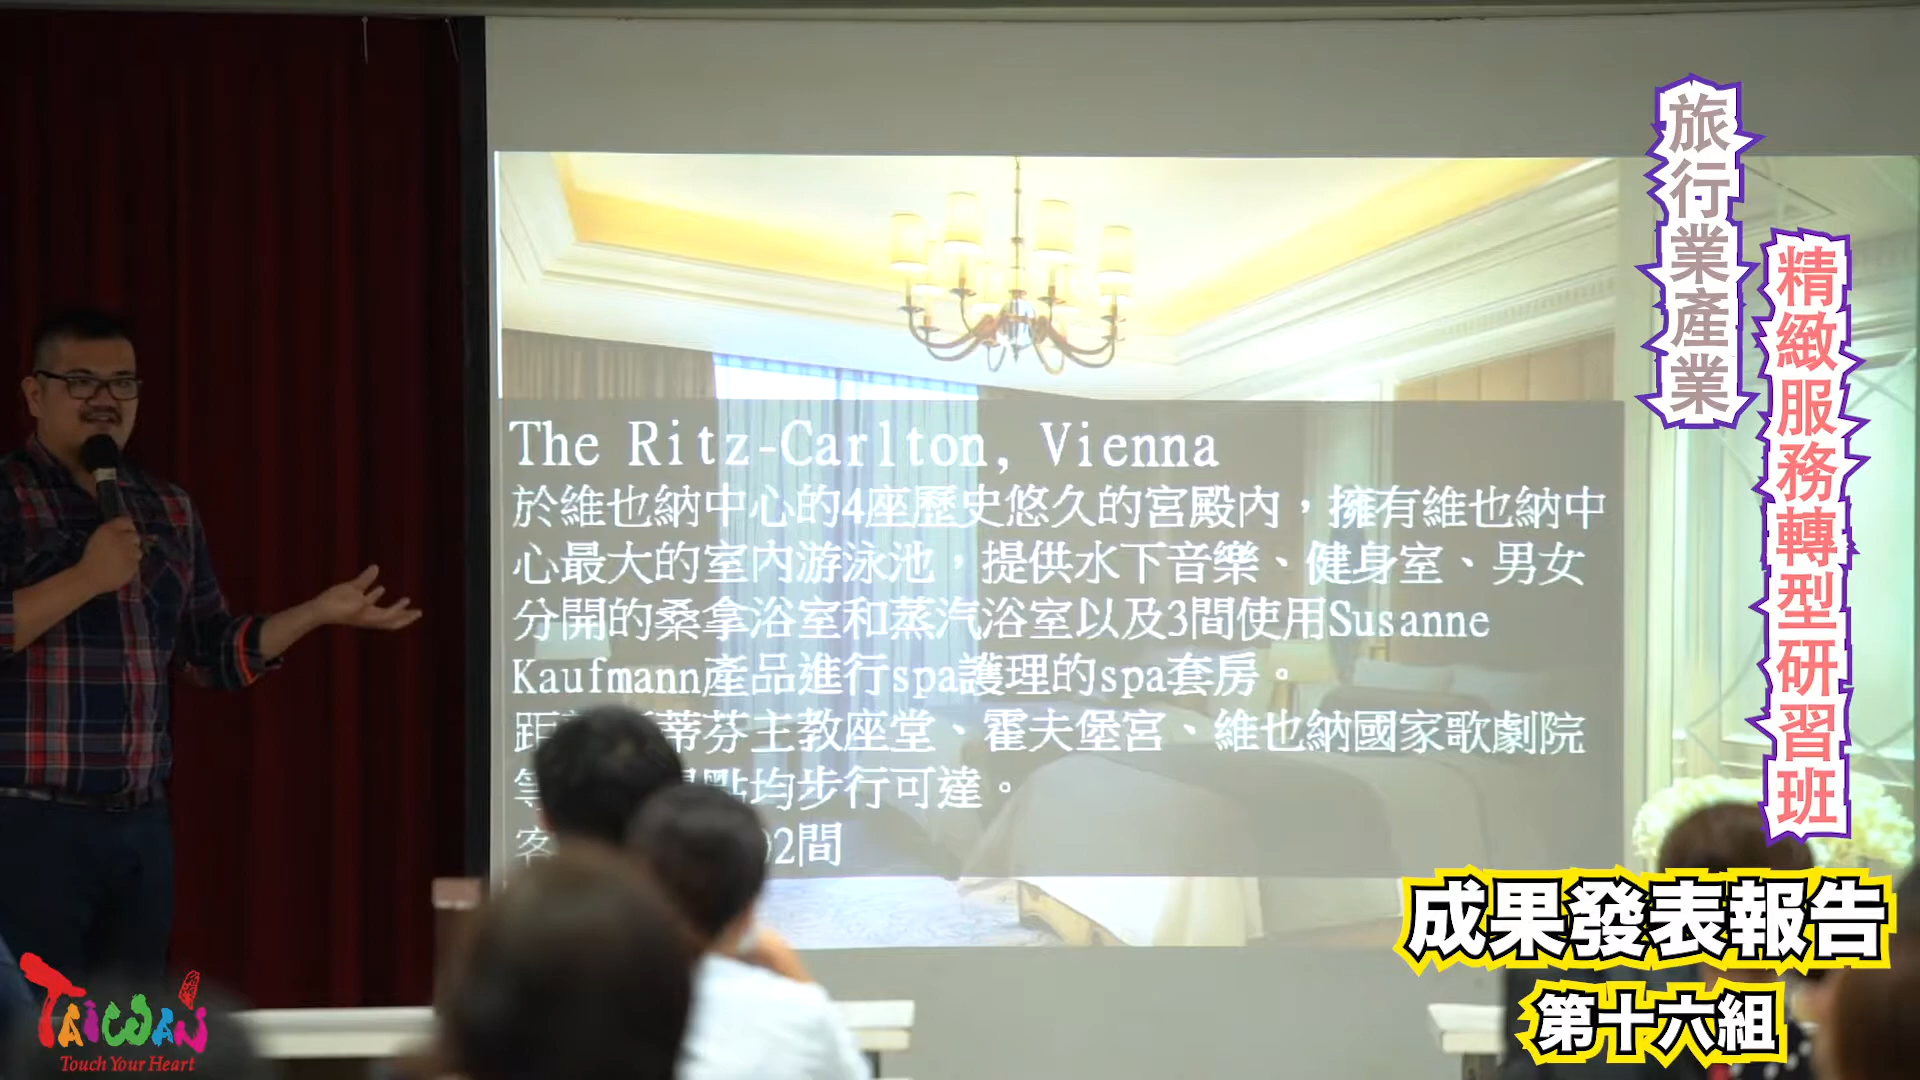 旅行業產業
精緻服務轉型研習班
The Ritz-Carlton, Vienna
於維也納中心的4座歷史悠久的宮殿內，擁有維也納中
心最大的室內游泳池，提供水下音樂、健身室、男女
分開的桑拿浴室和蒸汽浴室以及3間使用Susanne
Kaufmann產品進行spa護理的spa套房。
距 蒂芬主教座堂、霍夫堡宮、維也納國家歌劇院
等 點均步行可達。
客 02間
成果發表報告
第十六組
TAIWAN
Touch Your Heart